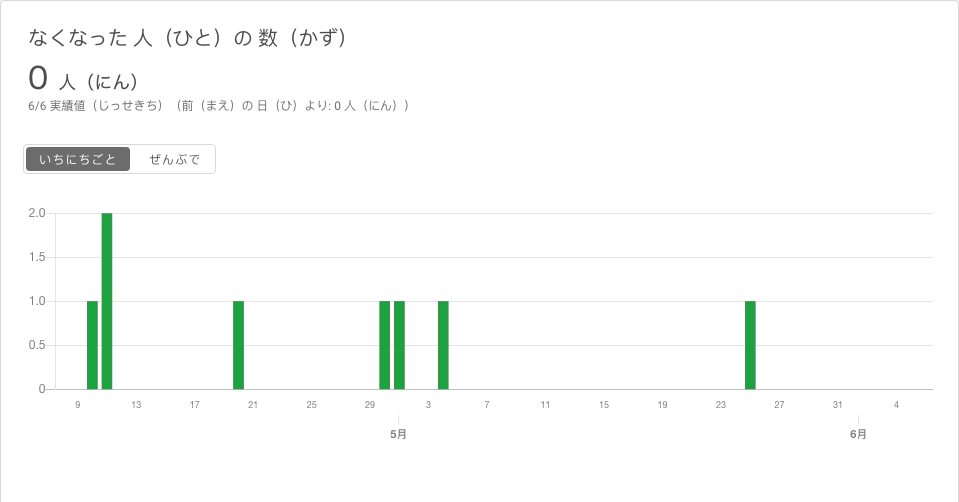 なくなった 人（ひと）の 数（かず）
0 人（にん）
6/6 実績値（じっせきち）（前（まえ）の 日（ひ）より: 0 人（にん））
いちにちごと ぜんぶで
2.0
1.5
1.0
0.5
0
9 13 17 21 25 29 3 7 11 15 19 23 27 31 4
5月 6月